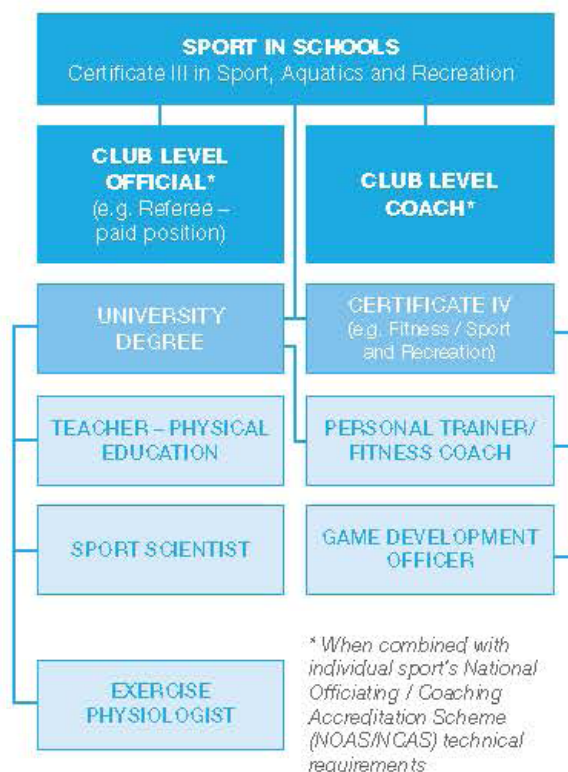 SPORT IN SCHOOLS
Certificate III in Sport, Aquatics and Recreation
CLUB LEVEL
OFFICIAL*
(e.g. Referee –
paid position)
CLUB LEVEL
COACH*
UNIVERSITY
DEGREE
CERTIFICATE IV
(e.g. Fitness / Sport
and Recreation)
TEACHER – PHYSICAL
EDUCATION
PERSONAL TRAINER/
FITNESS COACH
SPORT SCIENTIST
GAME DEVELOPMENT
OFFICER
EXERCISE
PHYSIOLOGIST
* When combined with
individual sport's National
Officiating / Coaching
Accreditation Scheme
(NOAS/NCAS) technical
requirements